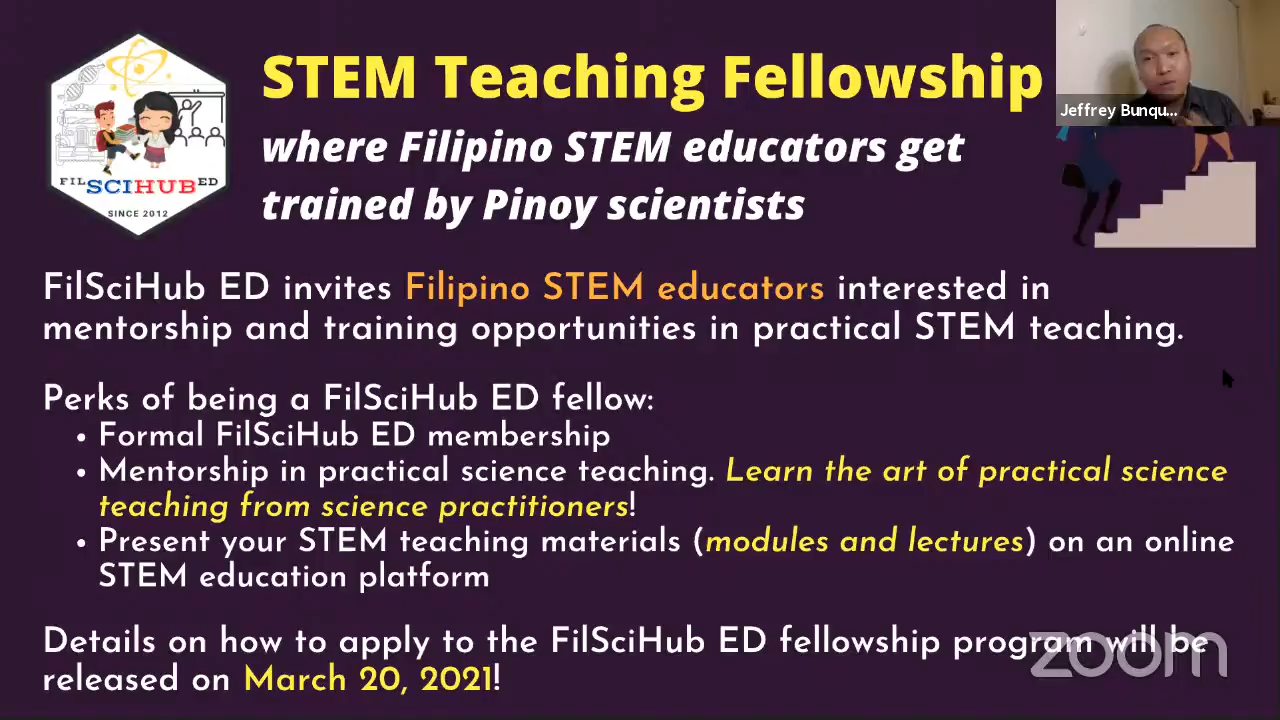 STEM Teaching Fellowship
where Filipino STEM educators get
trained by Pinoy scientists
FILSCIHUBED
SINCE 2012
Jeffrey Bunqu...
FilSciHub ED invites Filipino STEM educators interested in
mentorship and training opportunities in practical STEM teaching.
Perks of being a FilSciHub ED fellow:
• Formal FilSciHub ED membership
• Mentorship in practical science teaching. Learn the art of practical science
teaching from science practitioners!
• Present your STEM teaching materials (modules and lectures) on an online
STEM education platform
Details on how to apply to the FilSciHub ED fellowship program will be
released on March 20, 2021!
zoom